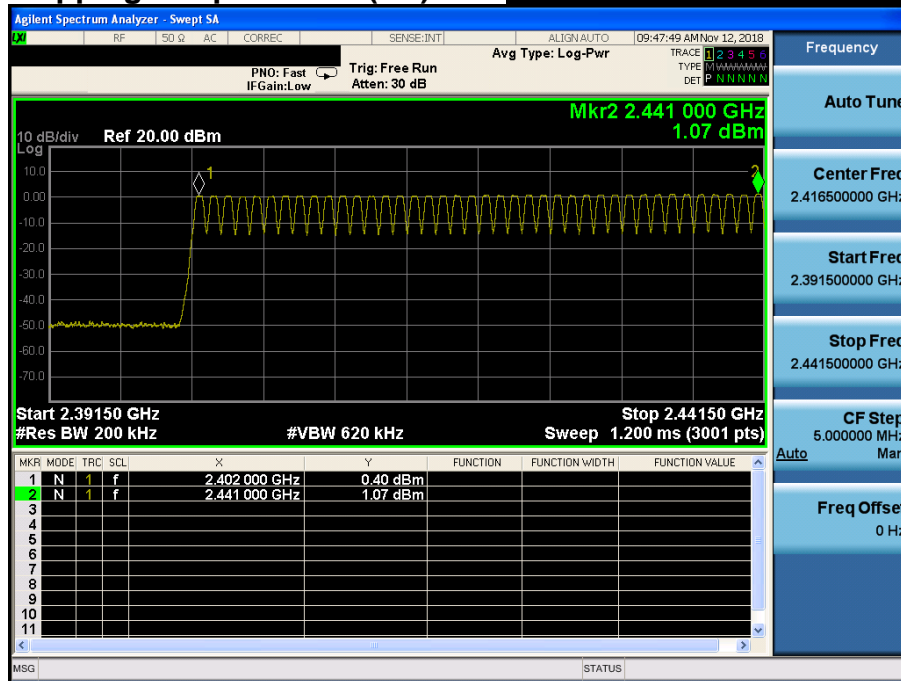 Agilent Spectrum Analyzer - Swept SA
LXI RF 50 Ω AC CORREC SENSE:INT ALIGNAUTO 09:47:49 AM Nov 12, 2018
Avg Type: Log-Pwr
TRACE 1 2 3 4 5 6
TYPE M W W W W W
DET P N N N N N
PNO: Fast
IFGain:Low
Trig: Free Run
Atten: 30 dB
Mkr2 2.441 000 GHz
1.07 dBm
10 dB/div Ref 20.00 dBm
Log
10.0
0.00
-10.0
-20.0
-30.0
-40.0
-50.0
-60.0
-70.0
1
2
Start 2.39150 GHz Stop 2.44150 GHz
#Res BW 200 kHz #VBW 620 kHz Sweep 1.200 ms (3001 pts)
MKR MODE TRC SCL X Y FUNCTION FUNCTION WIDTH FUNCTION VALUE
1 N 1 f 2.402 000 GHz 0.40 dBm
2 N 1 f 2.441 000 GHz 1.07 dBm
3
4
5
6
7
8
9
10
11
MSG STATUS
Frequency
Auto Tune
Center Freq
2.416500000 GHz
Start Freq
2.391500000 GHz
Stop Freq
2.441500000 GHz
CF Step
5.000000 MHz
Auto Man
Freq Offset
0 Hz